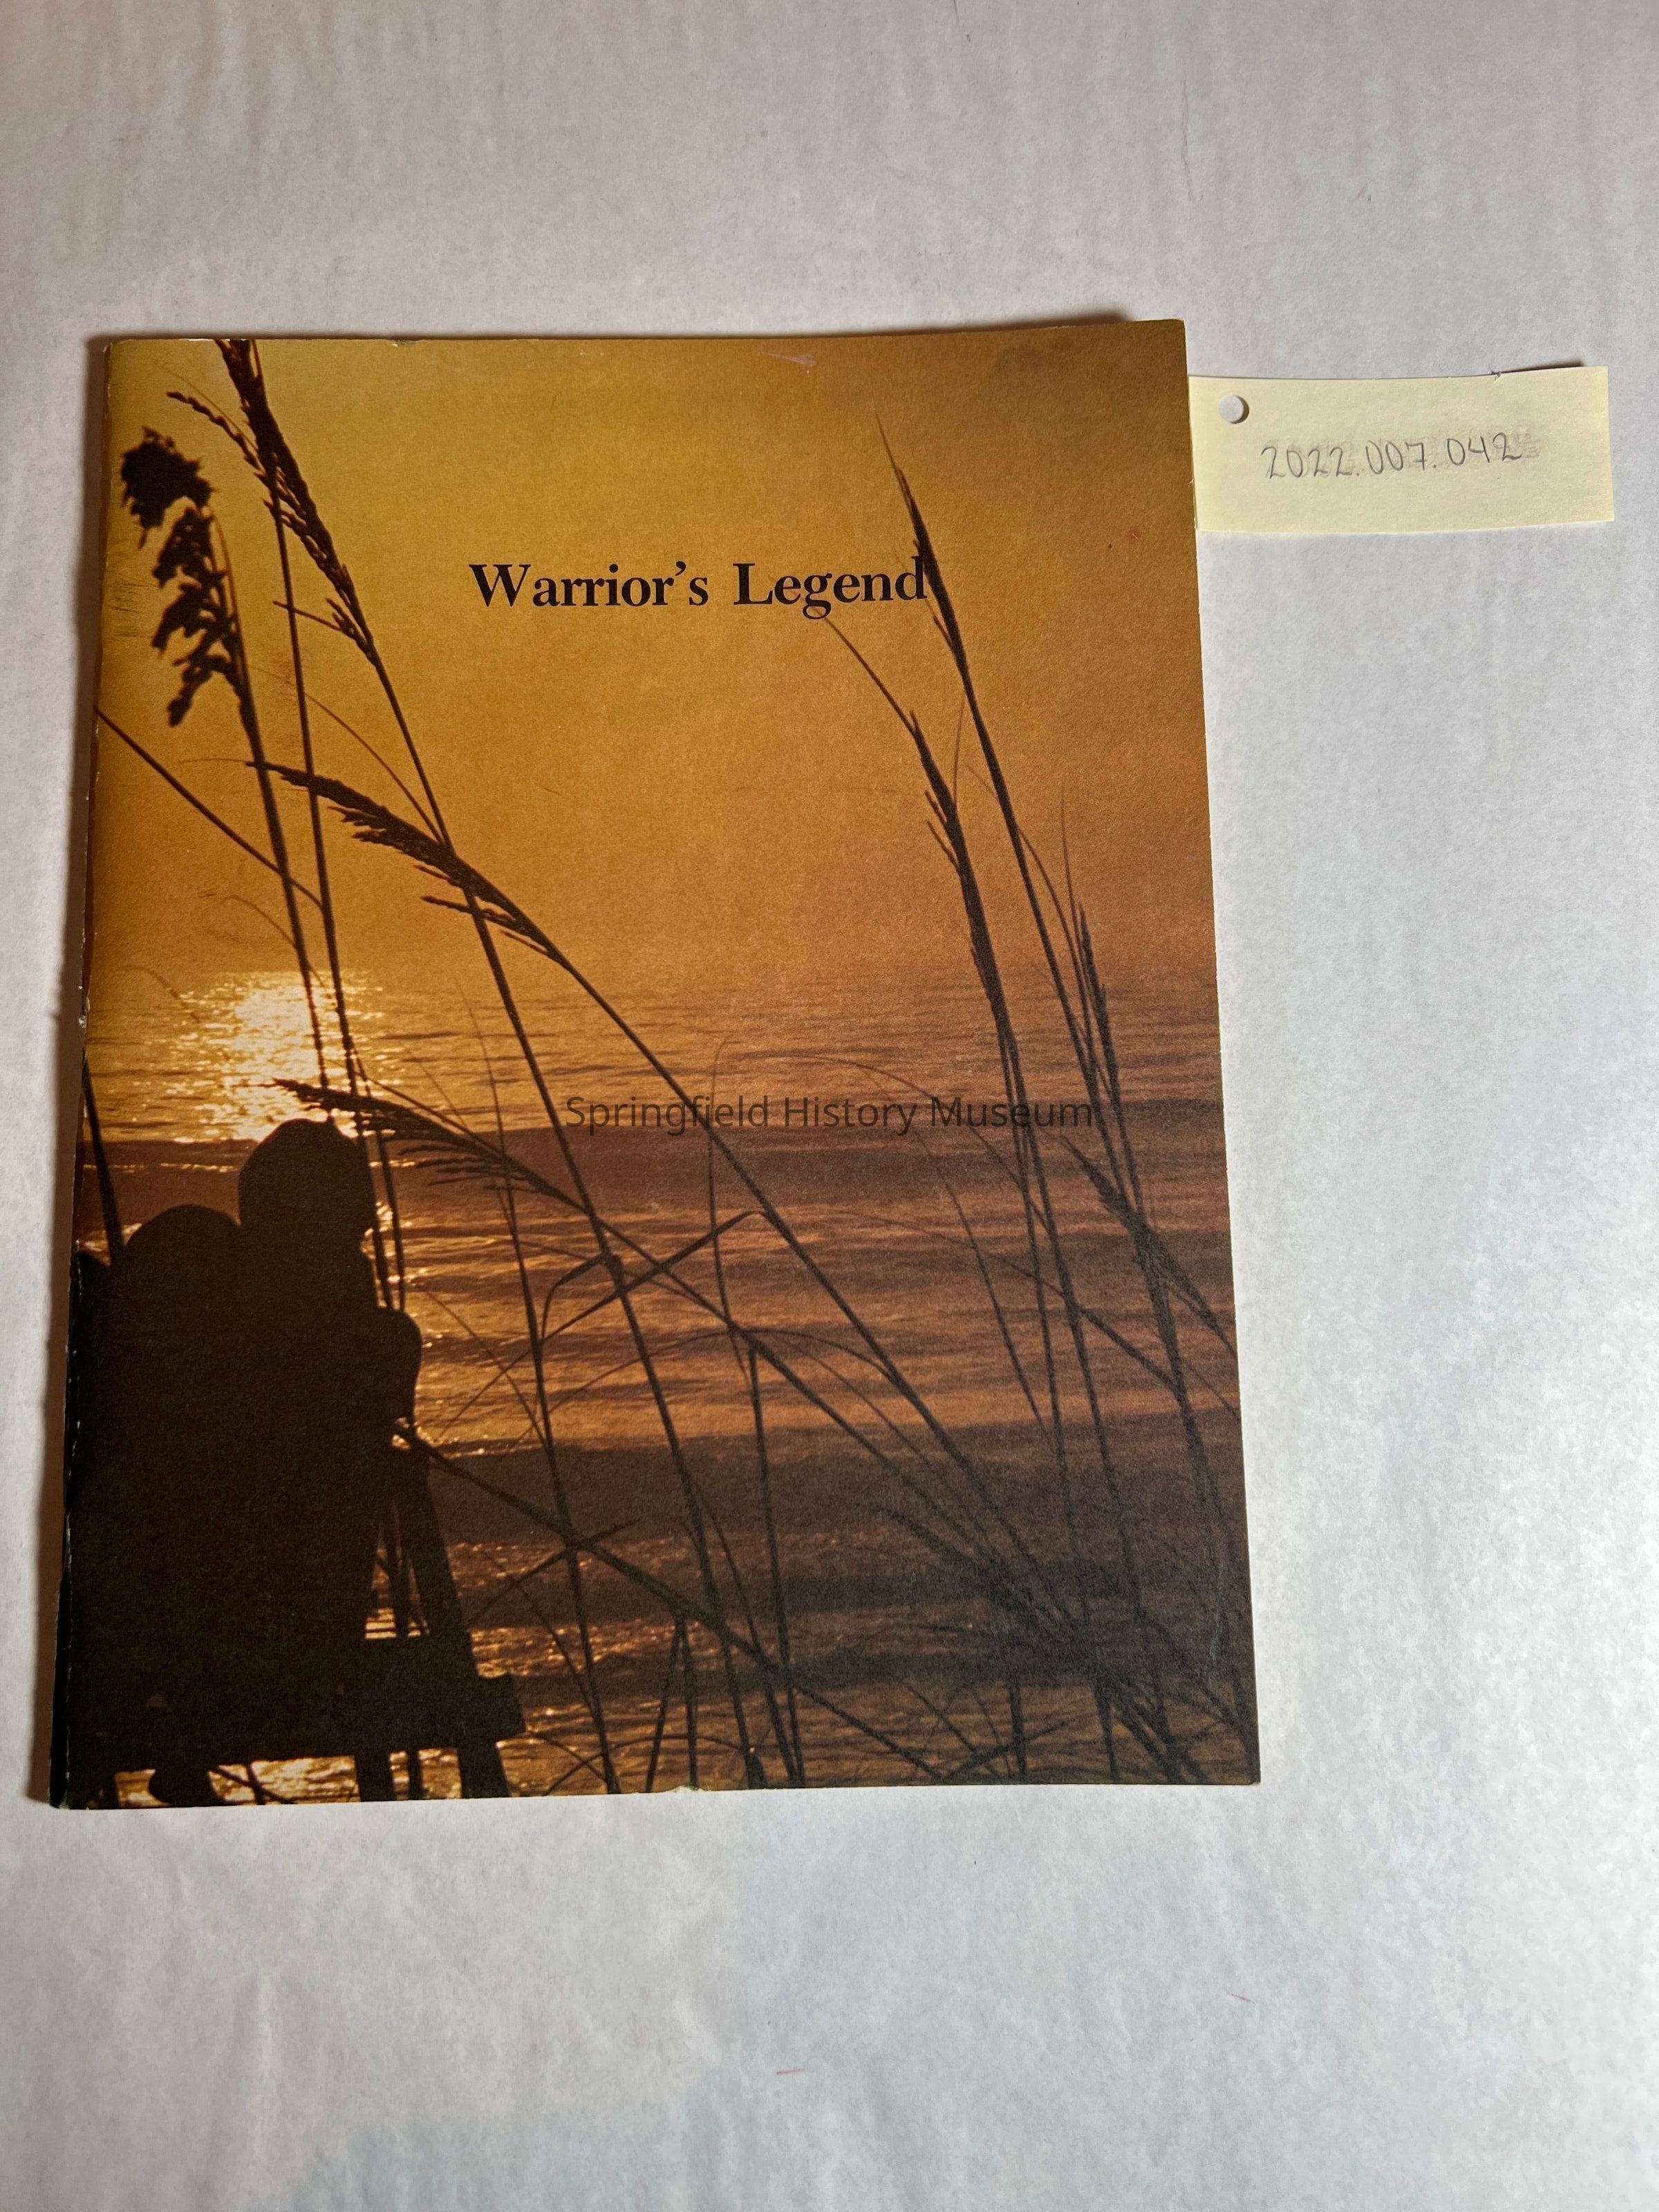 Warrior's Legend
2022.007.042
Springfield History Museum